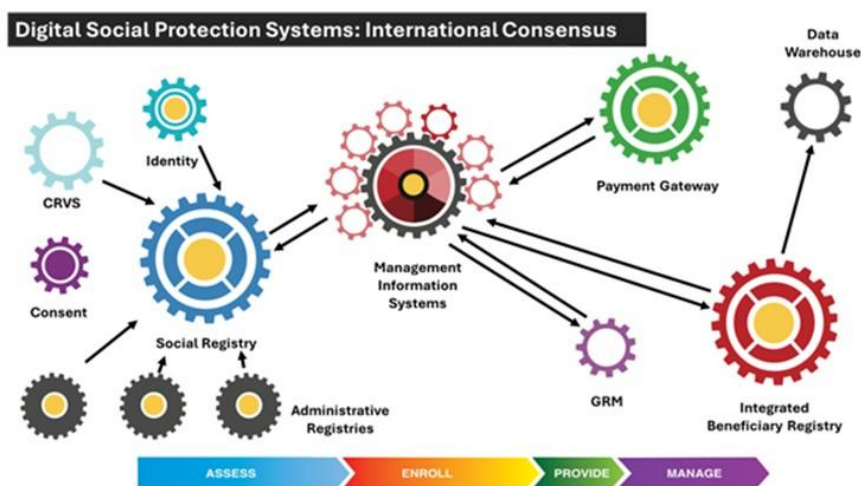 Digital Social Protection Systems: International Consensus
Data
Warehouse
Identity
CRVS
Payment Gateway
Management
Information
Systems
Consent
Social Registry
GRM
Integrated
Beneficiary Registry
Administrative
Registries
ASSESS
ENROLL
PROVIDE
MANAGE